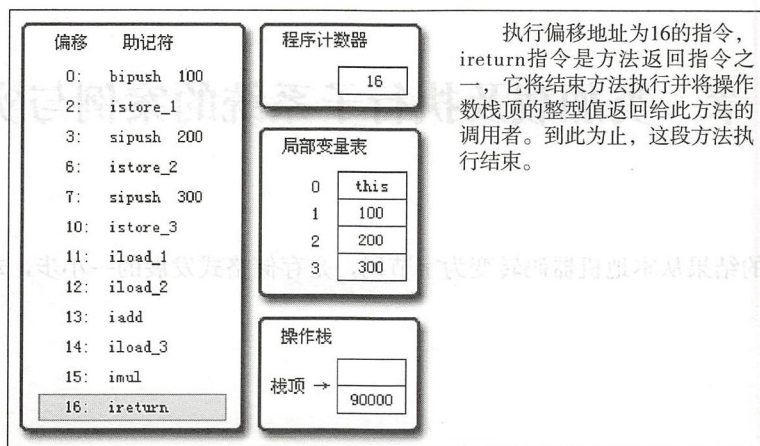 偏移 助记符
0: bipush 100
2: istore_1
3: sipush 200
6: istore_2
7: sipush 300
10: istore_3
11: iload_1
12: iload_2
13: iadd
14: iload_3
15: imul
16: ireturn
程序计数器
16
局部变量表
0 this
1 100
2 200
3 300
操作栈
栈顶 →
90000
执行偏移地址为16的指令，
ireturn指令是方法返回指令之
一，它将结束方法执行并将操作
数栈顶的整型值返回给此方法的
调用者。到此为止，这段方法执
行结束。